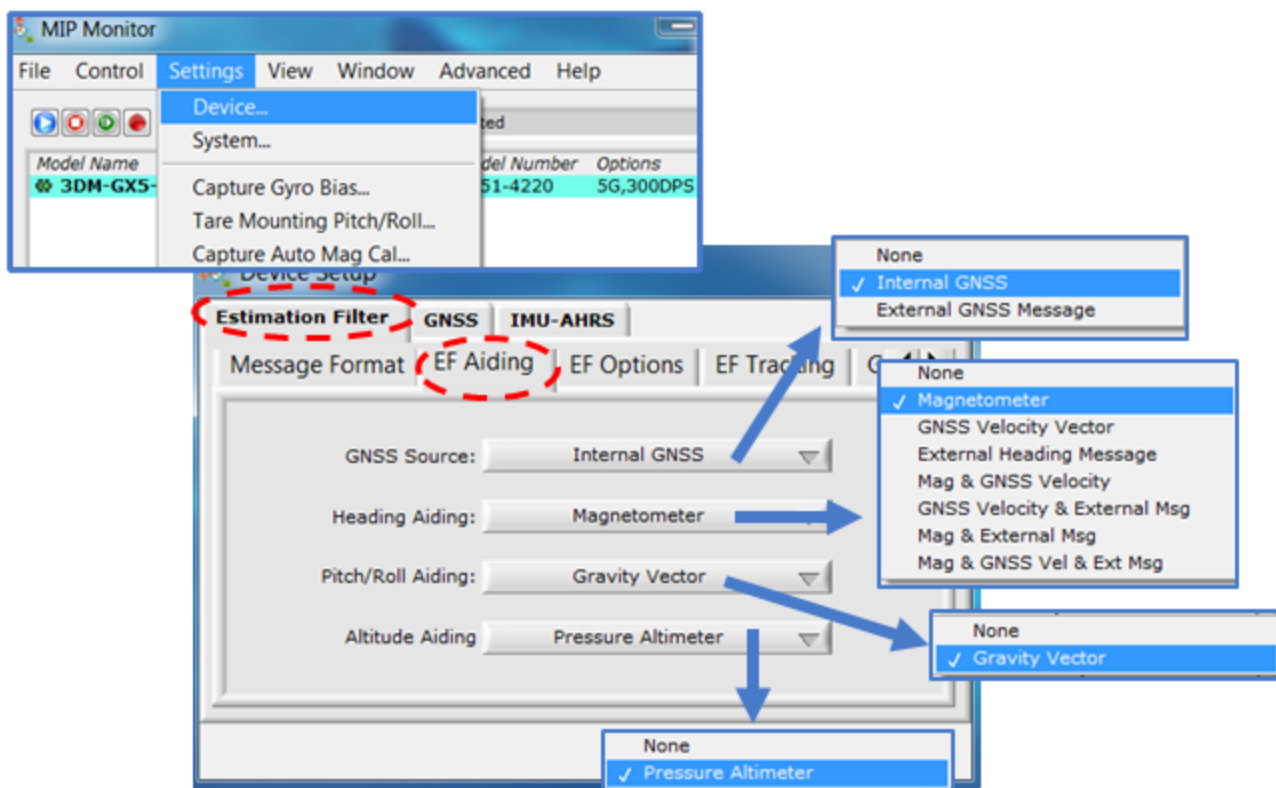 MIP Monitor
File Control Settings View Window Advanced Help
Device...
System...
Model Name Number Options
3DM-GX5- 51-4220 5G,300DPS
Capture Gyro Bias...
Tare Mounting Pitch/Roll...
Capture Auto Mag Cal...
Device Setup
Estimation Filter GNSS IMU-AHRS
Message Format EF Aiding EF Options EF Tracking
GNSS Source: Internal GNSS
Heading Aiding: Magnetometer
Pitch/Roll Aiding: Gravity Vector
Altitude Aiding Pressure Altimeter
None
✓ Internal GNSS
External GNSS Message
None
✓ Magnetometer
GNSS Velocity Vector
External Heading Message
Mag & GNSS Velocity
GNSS Velocity & External Msg
Mag & External Msg
Mag & GNSS Vel & Ext Msg
None
✓ Gravity Vector
None
✓ Pressure Altimeter